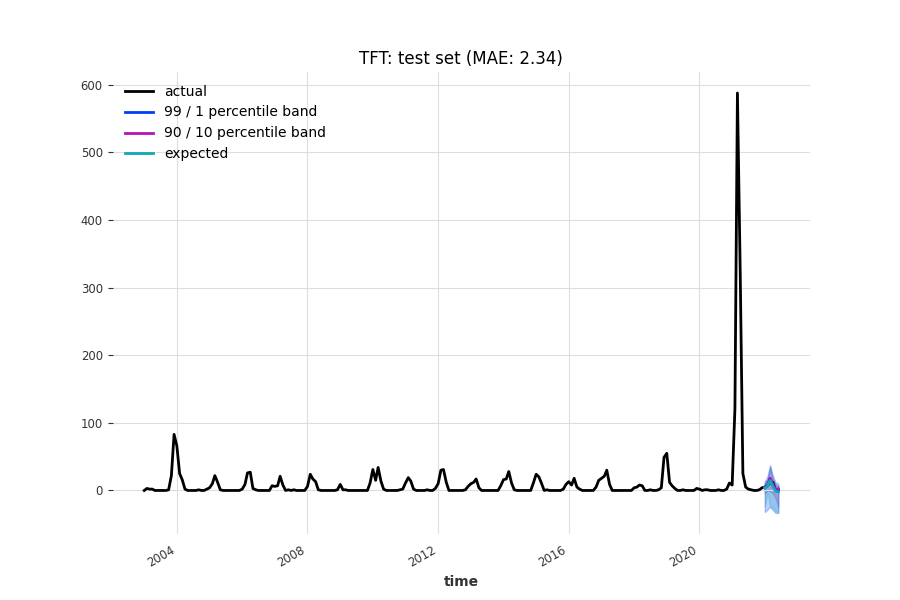 TFT: test set (MAE: 2.34)
actual
99 / 1 percentile band
90 / 10 percentile band
expected
600
500
400
300
200
100
0
2004
2008
2012
2016
2020
time